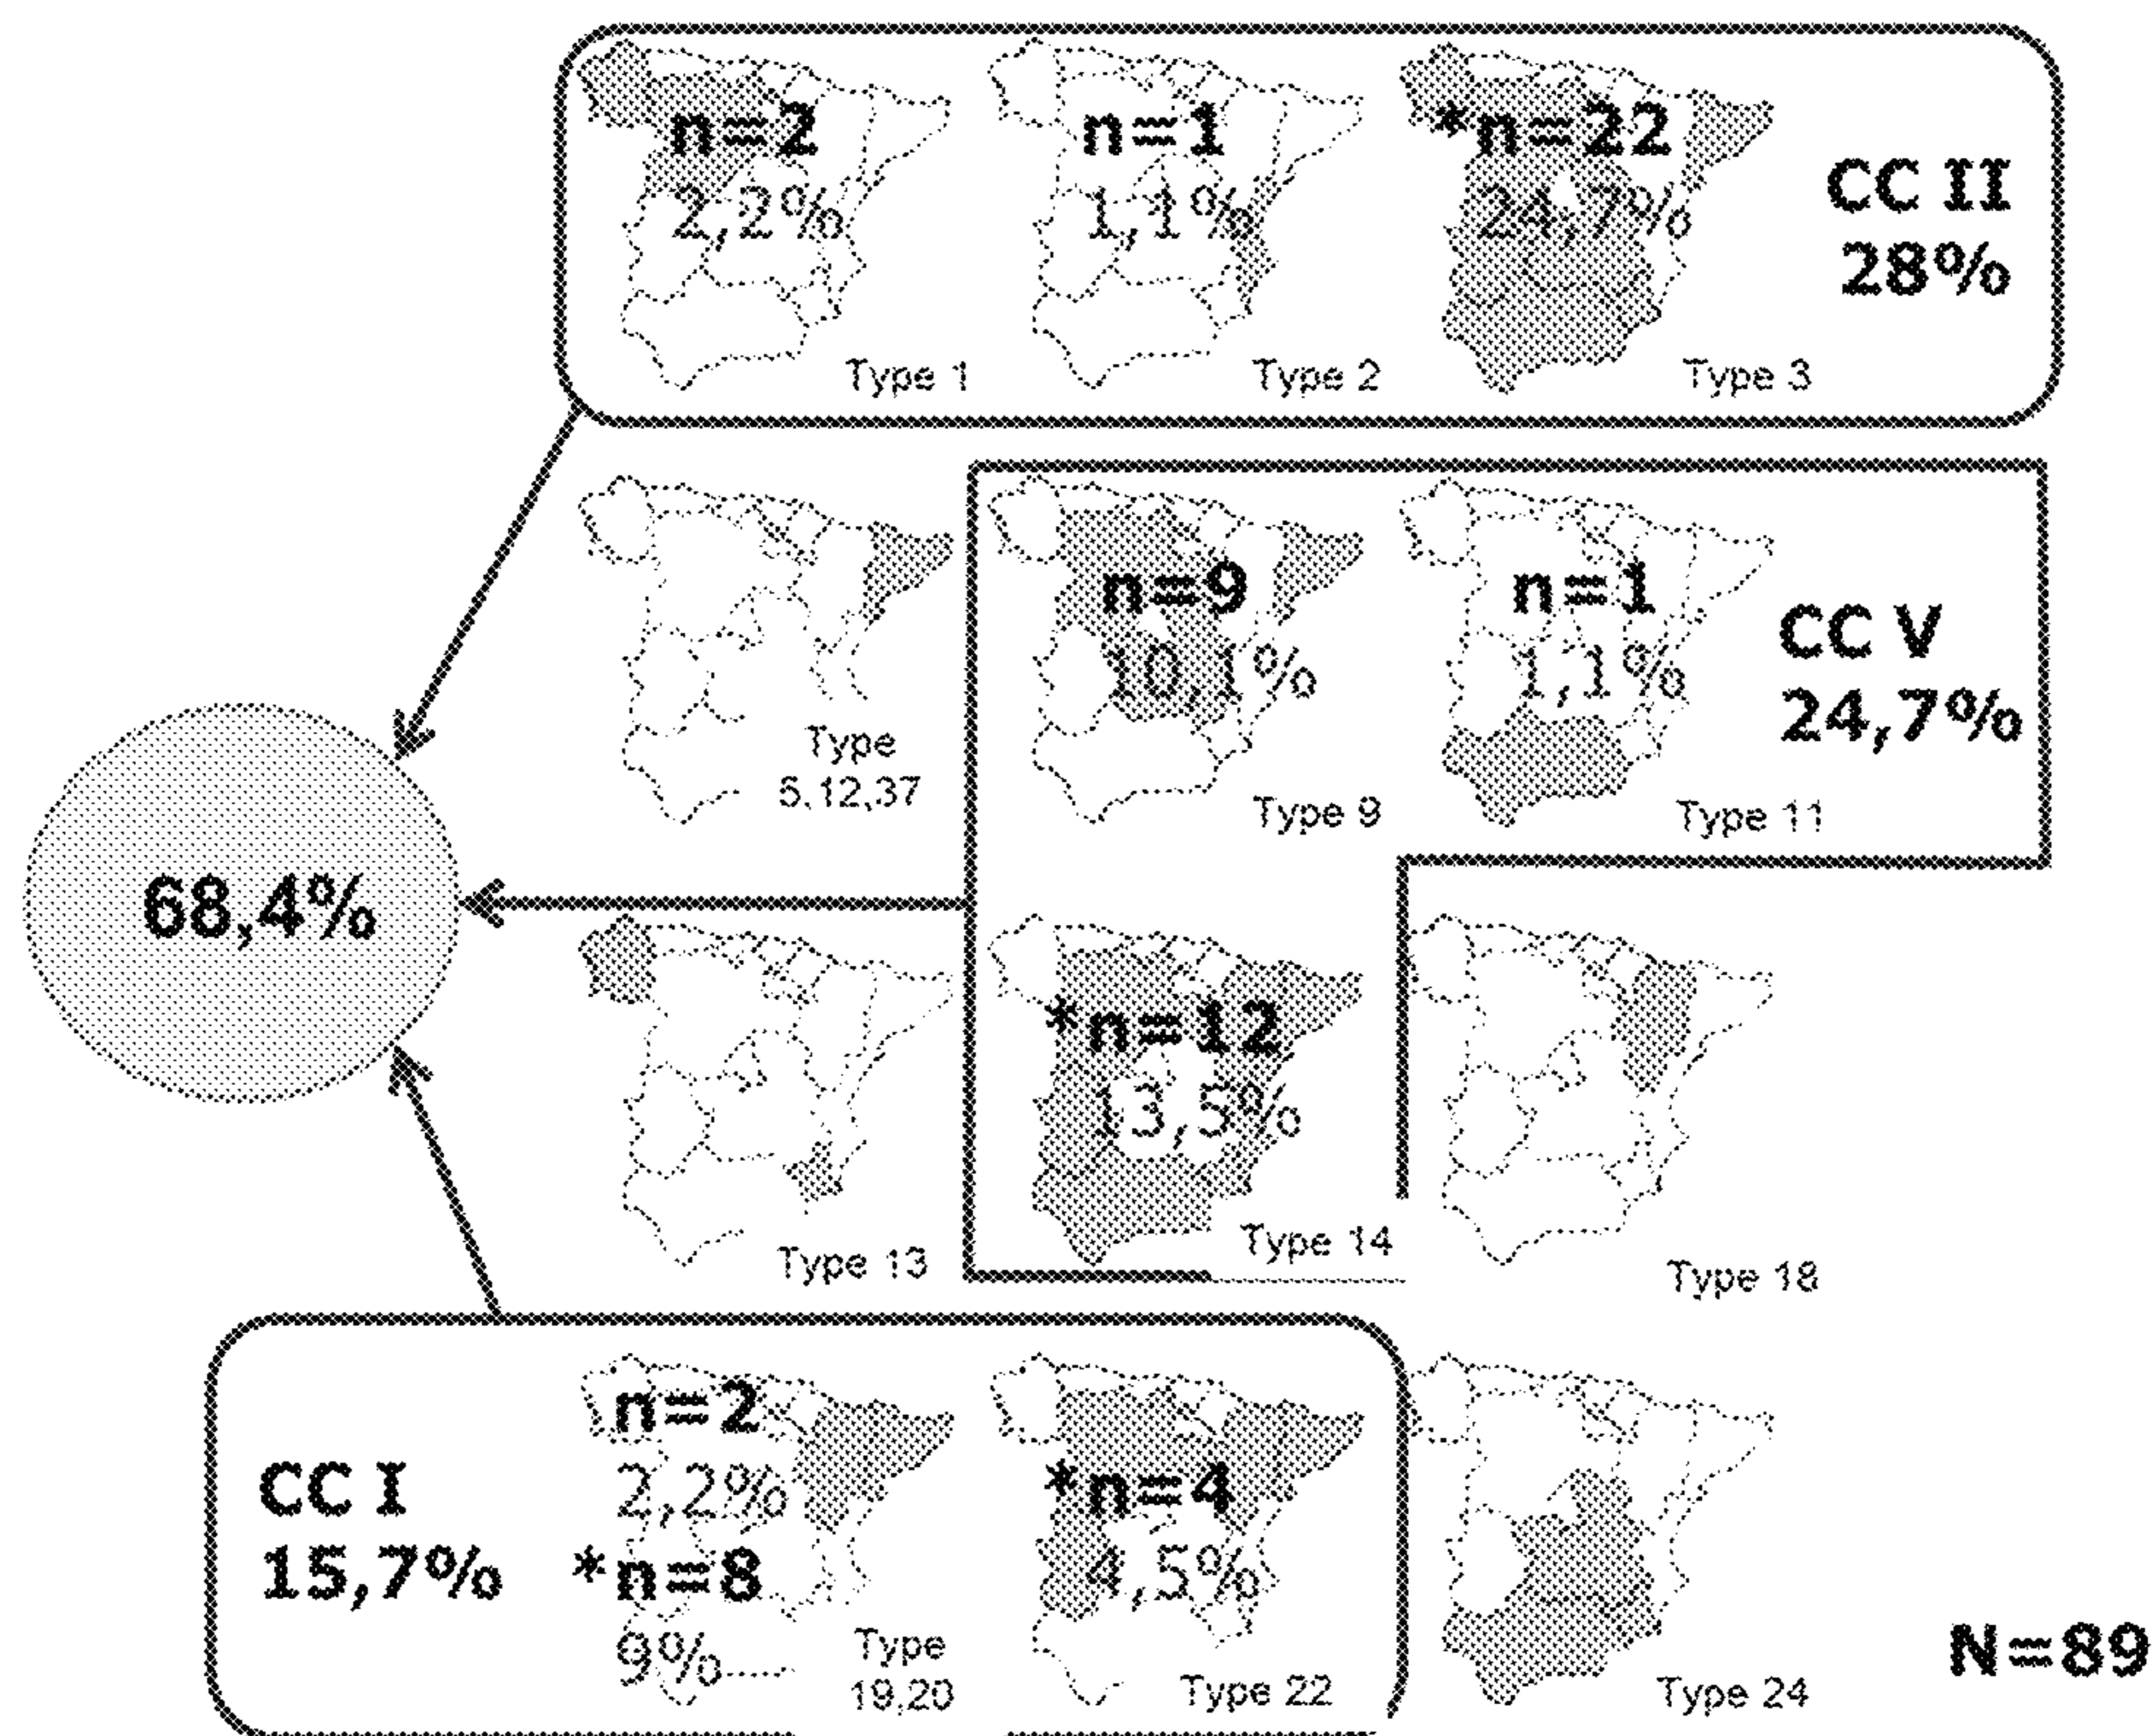 n=2
2,2%
Type 1
n=1
1,1%
Type 2
*n=22
24,7%
Type 3
CC II
28%
Type
5,12,37
n=9
10,1%
Type 9
n=1
1,1%
Type 11
CC V
24,7%
68,4%
Type 13
*n=12
13,5%
Type 14
Type 18
CC I
15,7%
n=2
2,2%
*n=8
9%
Type
19,20
*n=4
4,5%
Type 22
Type 24
N=89